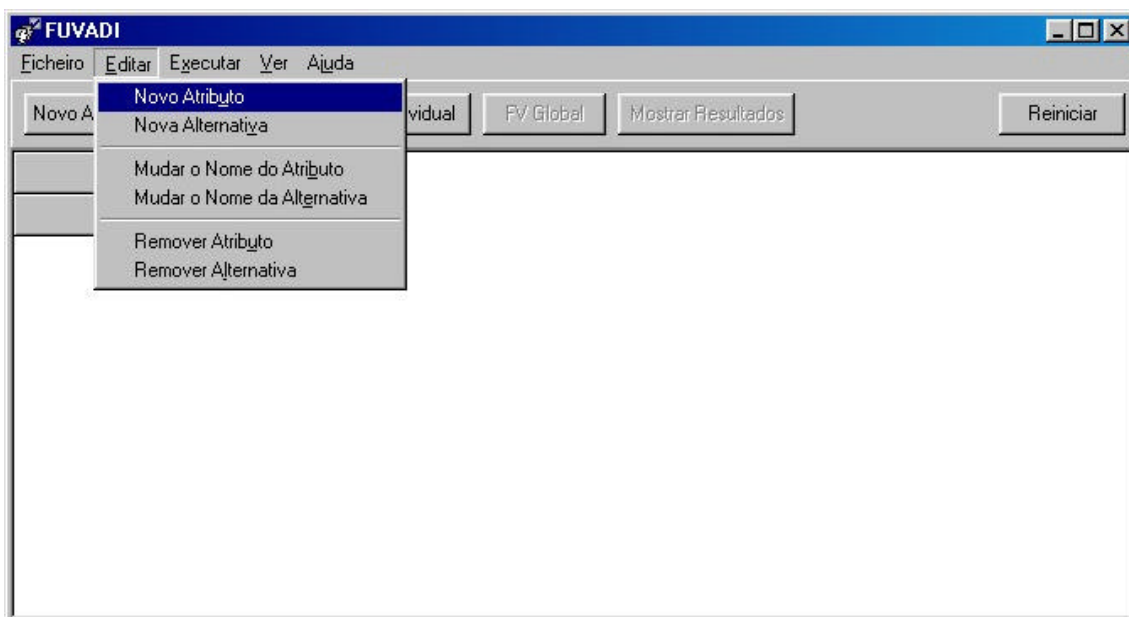 FUVADI
Ficheiro Editar Executar Ver Ajuda
Novo A vidual FV Global Mostrar Resultados Reiniciar
Novo Atributo
Nova Alternativa
Mudar o Nome do Atributo
Mudar o Nome da Alternativa
Remover Atributo
Remover Alternativa